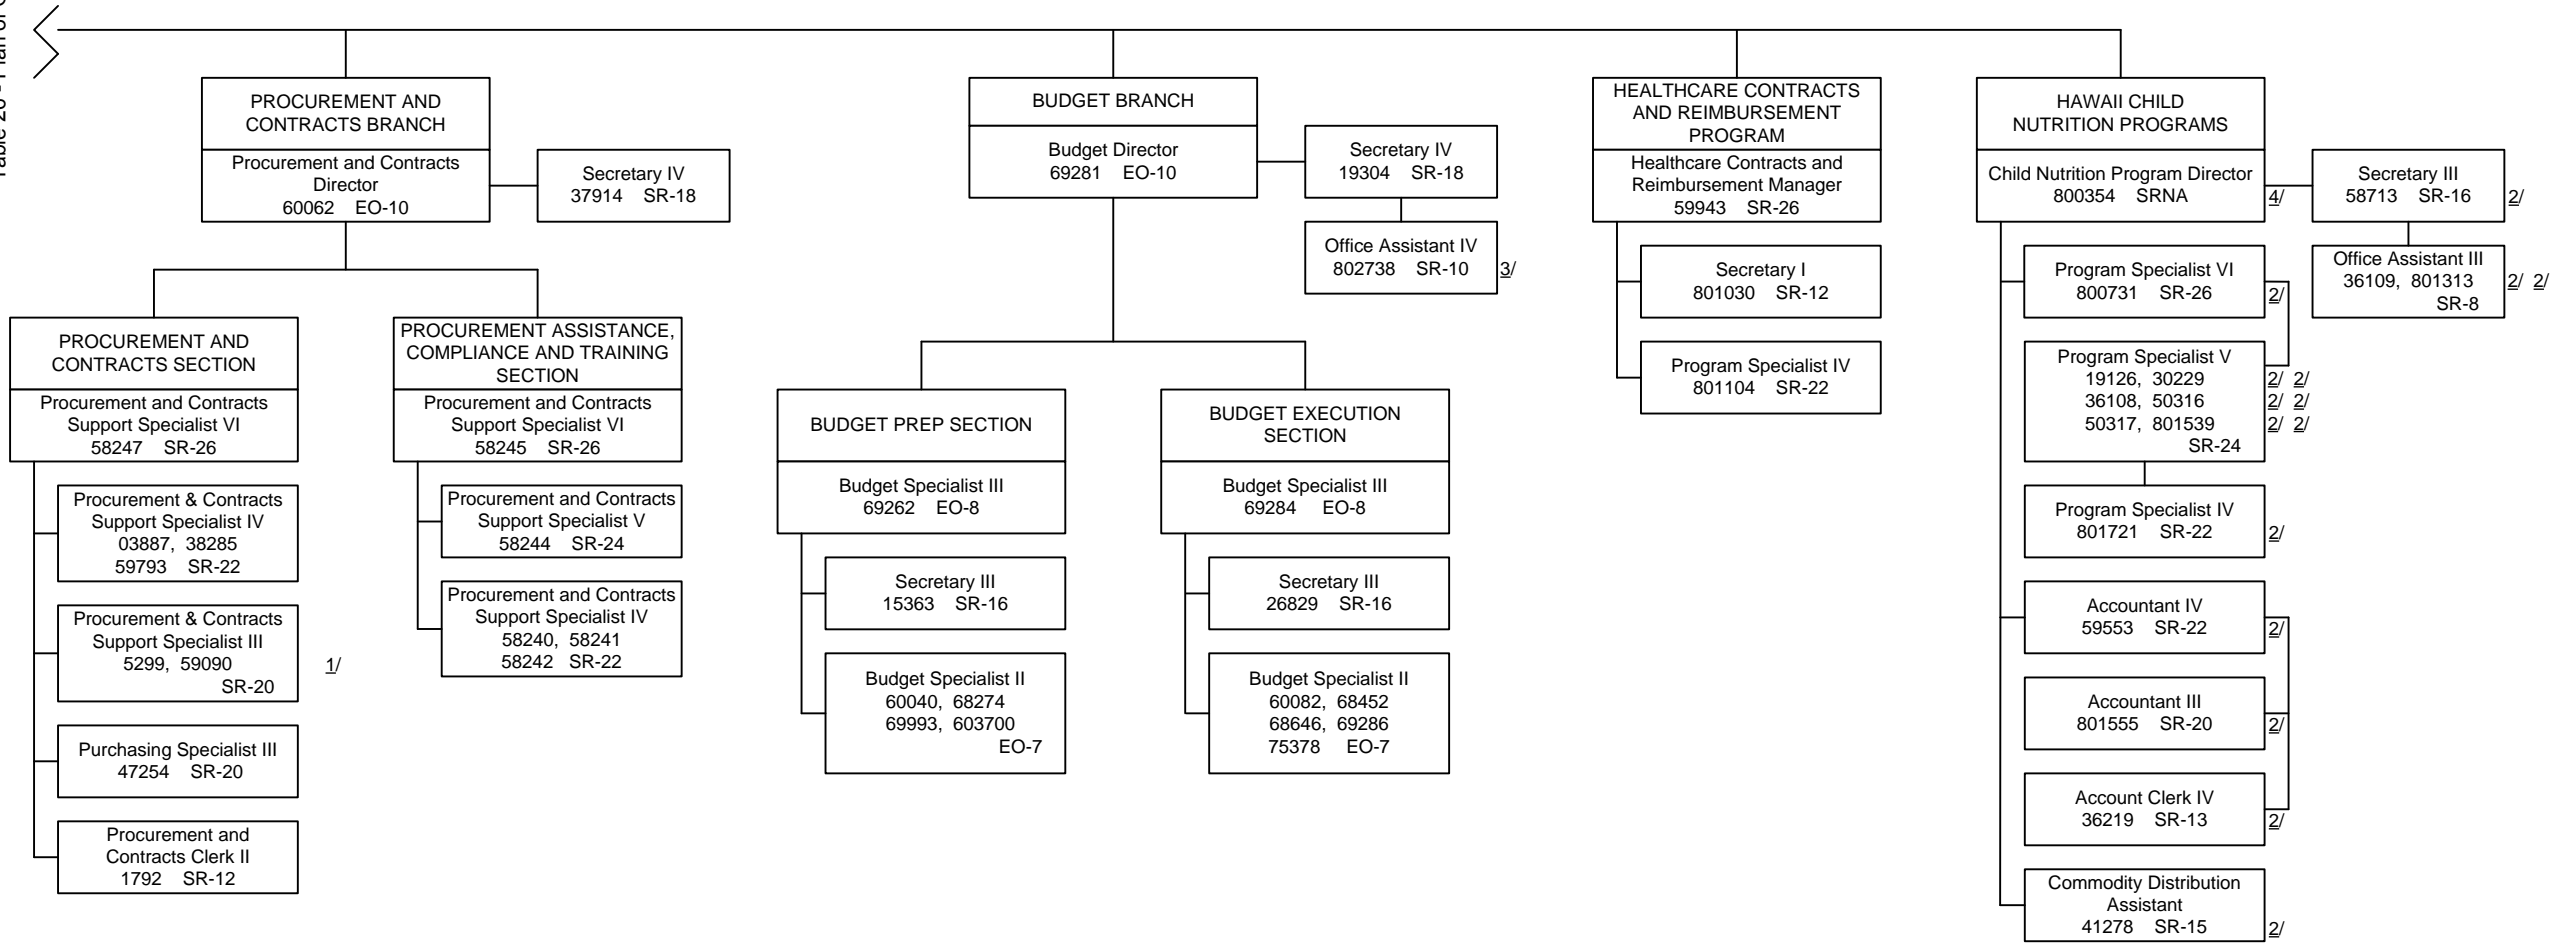 PROCUREMENT AND
CONTRACTS BRANCH
Procurement and Contracts
Director
60062 EO-10
Secretary IV
37914 SR-18
PROCUREMENT AND
CONTRACTS SECTION
Procurement and Contracts
Support Specialist VI
58247 SR-26
Procurement & Contracts
Support Specialist IV
03887, 38285
59793 SR-22
Procurement & Contracts
Support Specialist III
5299, 59090
SR-20
1/
Purchasing Specialist III
47254 SR-20
Procurement and
Contracts Clerk II
1792 SR-12
PROCUREMENT ASSISTANCE,
COMPLIANCE AND TRAINING
SECTION
Procurement and Contracts
Support Specialist VI
58245 SR-26
Procurement and Contracts
Support Specialist V
58244 SR-24
Procurement and Contracts
Support Specialist IV
58240, 58241
58242 SR-22
BUDGET BRANCH
Budget Director
69281 EO-10
Secretary IV
19304 SR-18
Office Assistant IV
802738 SR-10
3/
BUDGET PREP SECTION
Budget Specialist III
69262 EO-8
Secretary III
15363 SR-16
Budget Specialist II
60040, 68274
69993, 603700
EO-7
BUDGET EXECUTION
SECTION
Budget Specialist III
69284 EO-8
Secretary III
26829 SR-16
Budget Specialist II
60082, 68452
68646, 69286
75378 EO-7
HEALTHCARE CONTRACTS
AND REIMBURSEMENT
PROGRAM
Healthcare Contracts and
Reimbursement Manager
59943 SR-26
Secretary I
801030 SR-12
Program Specialist IV
801104 SR-22
HAWAII CHILD
NUTRITION PROGRAMS
Child Nutrition Program Director
800354 SRNA
4/
Secretary III
58713 SR-16
2/
Office Assistant III
36109, 801313
SR-8
2/ 2/
Program Specialist VI
800731 SR-26
2/
Program Specialist V
19126, 30229
2/ 2/
36108, 50316
2/ 2/
50317, 801539
2/ 2/
SR-24
Program Specialist IV
801721 SR-22
2/
Accountant IV
59553 SR-22
2/
Accountant III
801555 SR-20
2/
Account Clerk IV
36219 SR-13
2/
Commodity Distribution
Assistant
41278 SR-15
2/